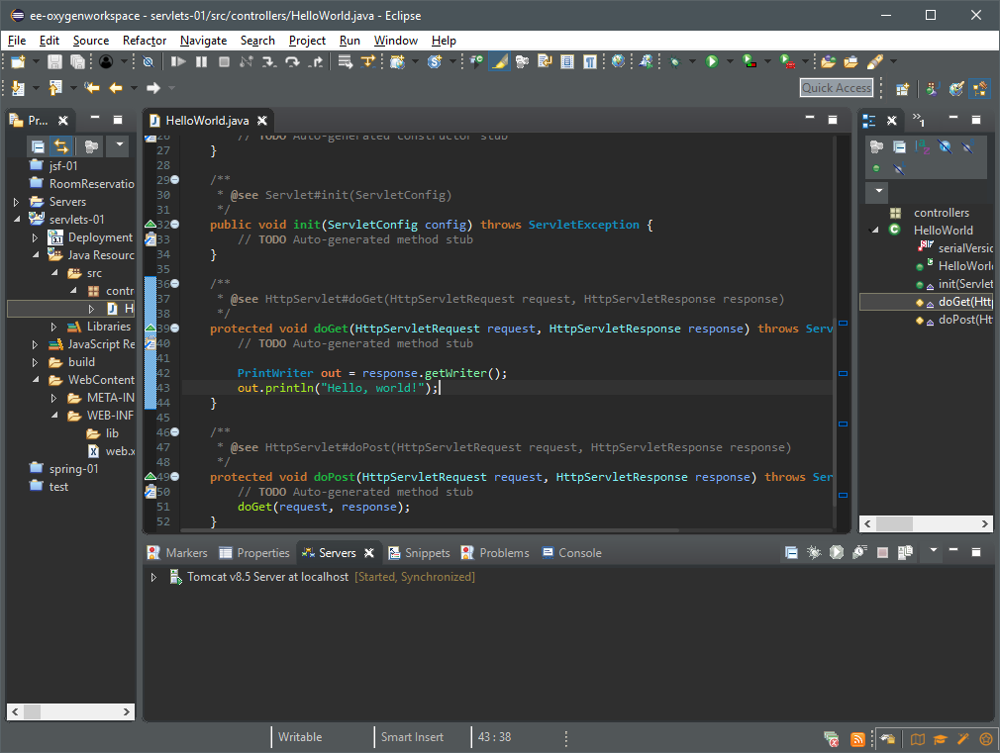 ee-oxygenworkspace - servlets-01/src/controllers/HelloWorld.java - Eclipse
File Edit Source Refactor Navigate Search Project Run Window Help
Quick Access
Pr...
jsf-01
RoomReservatio
Servers
servlets-01
Deployment
Java Resourc
src
contr
H
Libraries
JavaScript Re
build
WebContent
META-IN
WEB-INF
lib
web.x
spring-01
test
HelloWorld.java
26 // TODO Auto-generated constructor stub
27 }
28
29 /**
30 * @see Servlet#init(ServletConfig)
31 */
32 public void init(ServletConfig config) throws ServletException {
33 // TODO Auto-generated method stub
34 }
35
36 /**
37 * @see HttpServlet#doGet(HttpServletRequest request, HttpServletResponse response)
38 */
39 protected void doGet(HttpServletRequest request, HttpServletResponse response) throws Serv
40 // TODO Auto-generated method stub
41
42 PrintWriter out = response.getWriter();
43 out.println("Hello, world!");
44 }
45
46 /**
47 * @see HttpServlet#doPost(HttpServletRequest request, HttpServletResponse response)
48 */
49 protected void doPost(HttpServletRequest request, HttpServletResponse response) throws Ser
50 // TODO Auto-generated method stub
51 doGet(request, response);
52 }
1
controllers
HelloWorld
serialVersio
HelloWorl
init(Servlet
doGet(Htt
doPost(Ht
Markers Properties Servers Snippets Problems Console
Tomcat v8.5 Server at localhost [Started, Synchronized]
Writable Smart Insert 43 : 38